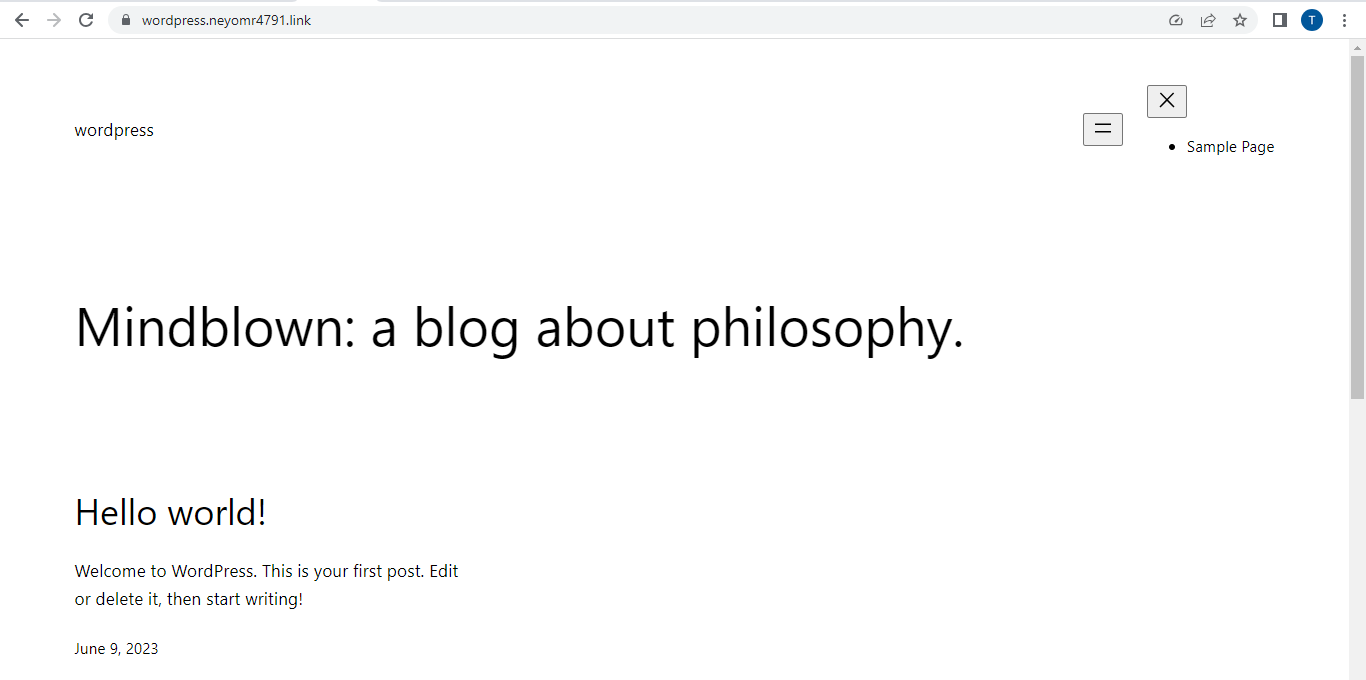 wordpress.neyomr4791.link
T
wordpress
Sample Page
Mindblown: a blog about philosophy.
Hello world!
Welcome to WordPress. This is your first post. Edit
or delete it, then start writing!
June 9, 2023